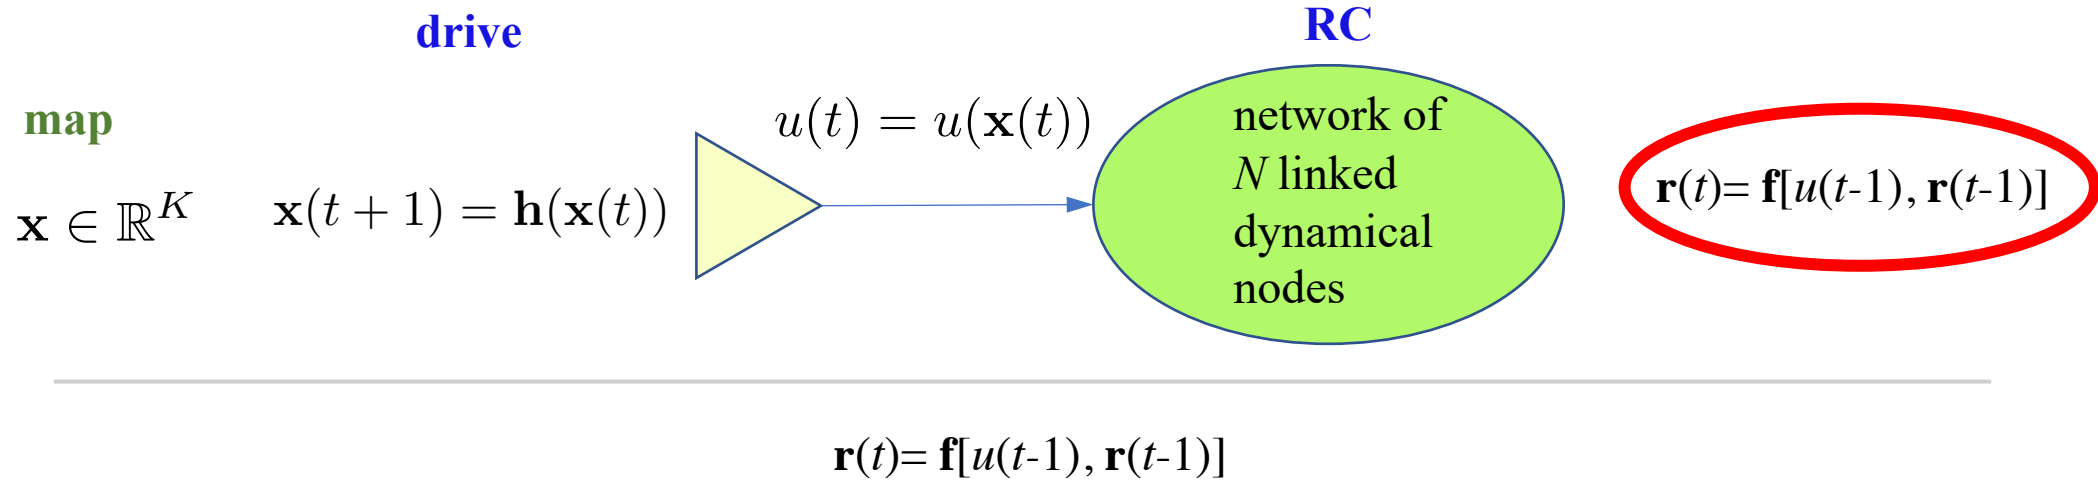 drive
RC
map
x ∈ ℝ^K
x(t + 1) = h(x(t))
u(t) = u(x(t))
network of
N linked
dynamical
nodes
r(t)= f[u(t-1), r(t-1)]
r(t)= f[u(t-1), r(t-1)]